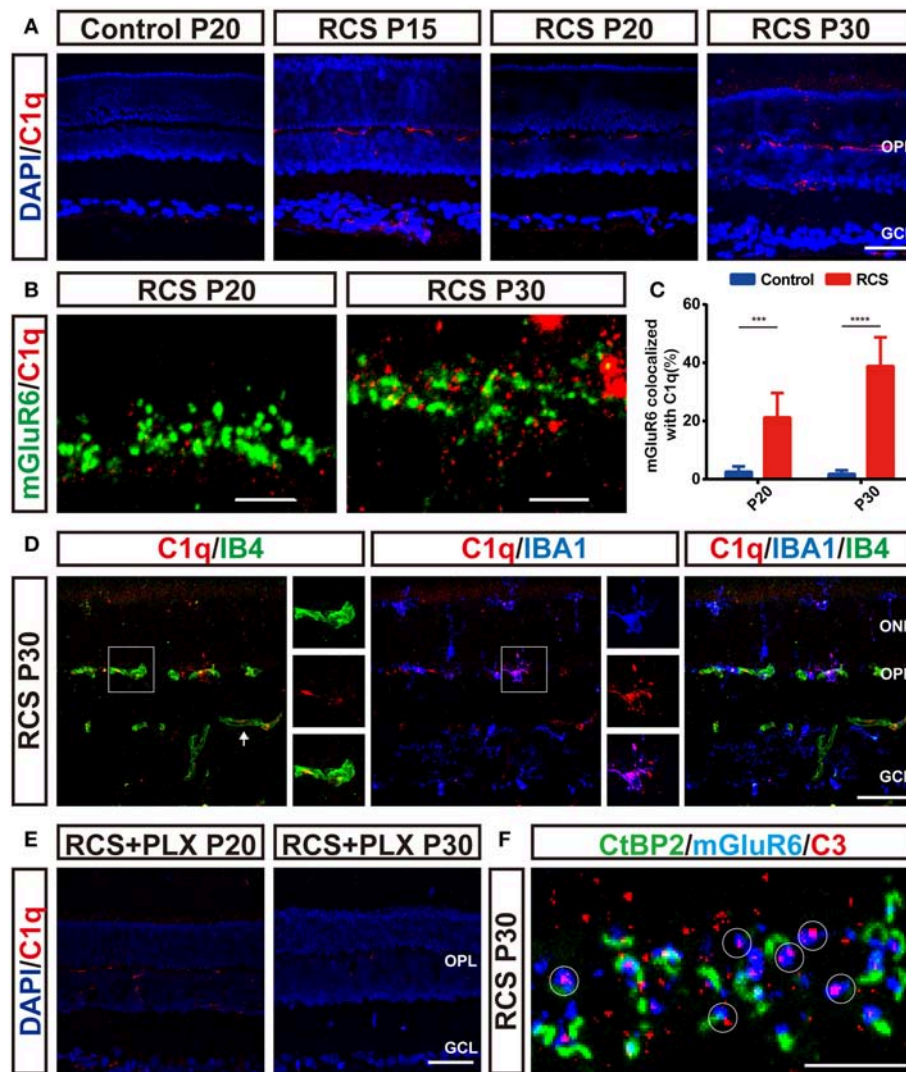 A
Control P20
RCS P15
RCS P20
RCS P30
DAPI/C1q
OPL
GCL
B
RCS P20
RCS P30
mGluR6/C1q
C
Control
RCS
mGluR6 colocalized
with C1q(%)
60
40
20
0
***
****
P20
P30
D
C1q/IB4
C1q/IBA1
C1q/IBA1/IB4
RCS P30
ONL
OPL
GCL
E
RCS+PLX P20
RCS+PLX P30
DAPI/C1q
OPL
GCL
F
CtBP2/mGluR6/C3
RCS P30